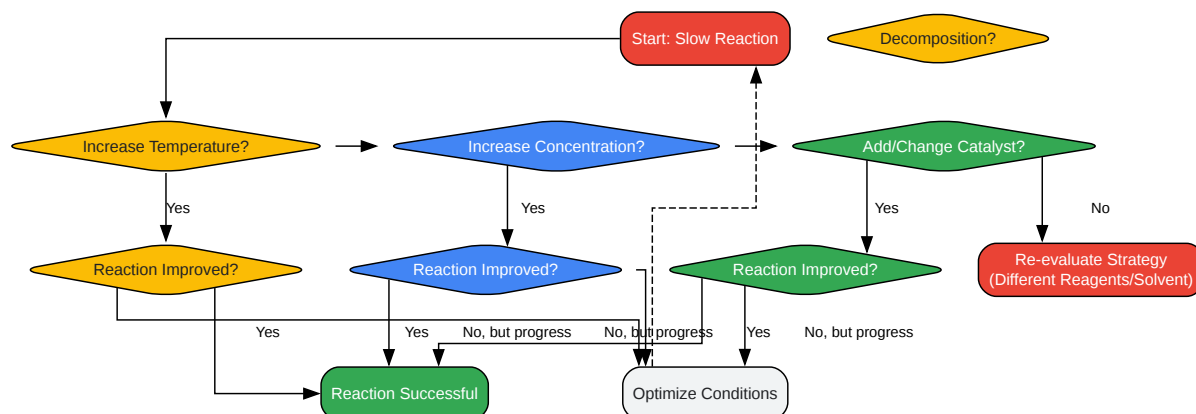 Start: Slow Reaction
Decomposition?
Increase Temperature?
Increase Concentration?
Add/Change Catalyst?
Yes
Yes
Yes
No
Reaction Improved?
Reaction Improved?
Reaction Improved?
Re-evaluate Strategy
(Different Reagents/Solvent)
Yes
Yes
No, but progress
No, but progress
Yes
No, but progress
Reaction Successful
Optimize Conditions